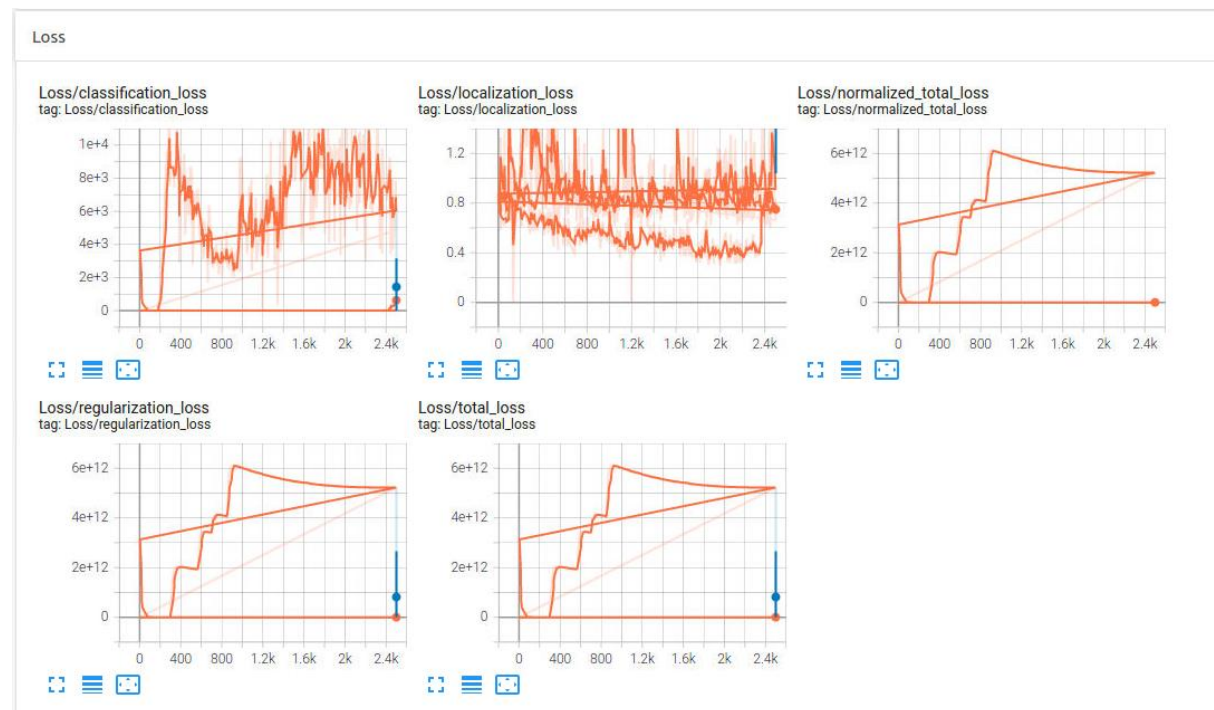 Loss
Loss/classification_loss
tag: Loss/classification_loss
1e+4
8e+3
6e+3
4e+3
2e+3
0
0 400 800 1.2k 1.6k 2k 2.4k
Loss/localization_loss
tag: Loss/localization_loss
1.2
0.8
0.4
0
0 400 800 1.2k 1.6k 2k 2.4k
Loss/normalized_total_loss
tag: Loss/normalized_total_loss
6e+12
4e+12
2e+12
0
0 400 800 1.2k 1.6k 2k 2.4k
Loss/regularization_loss
tag: Loss/regularization_loss
6e+12
4e+12
2e+12
0
0 400 800 1.2k 1.6k 2k 2.4k
Loss/total_loss
tag: Loss/total_loss
6e+12
4e+12
2e+12
0
0 400 800 1.2k 1.6k 2k 2.4k